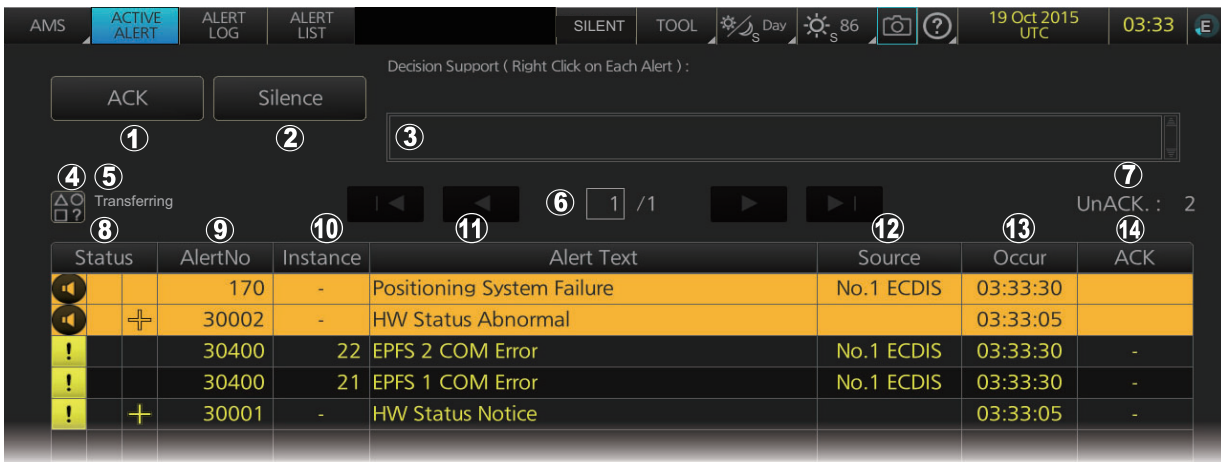 AMS ACTIVE ALERT ALERT LOG ALERT LIST SILENT TOOL S Day S 86 ? 19 Oct 2015 UTC 03:33 E
Decision Support ( Right Click on Each Alert ) :
ACK Silence
1 2 3
4 5 7
Transferring 6 1 /1 UnACK. : 2
8 9 10 11 12 13 14
Status AlertNo Instance Alert Text Source Occur ACK
170 - Positioning System Failure No.1 ECDIS 03:33:30
30002 - HW Status Abnormal 03:33:05
! 30400 22 EPFS 2 COM Error No.1 ECDIS 03:33:30 -
! 30400 21 EPFS 1 COM Error No.1 ECDIS 03:33:30 -
! 30001 - HW Status Notice 03:33:05 -